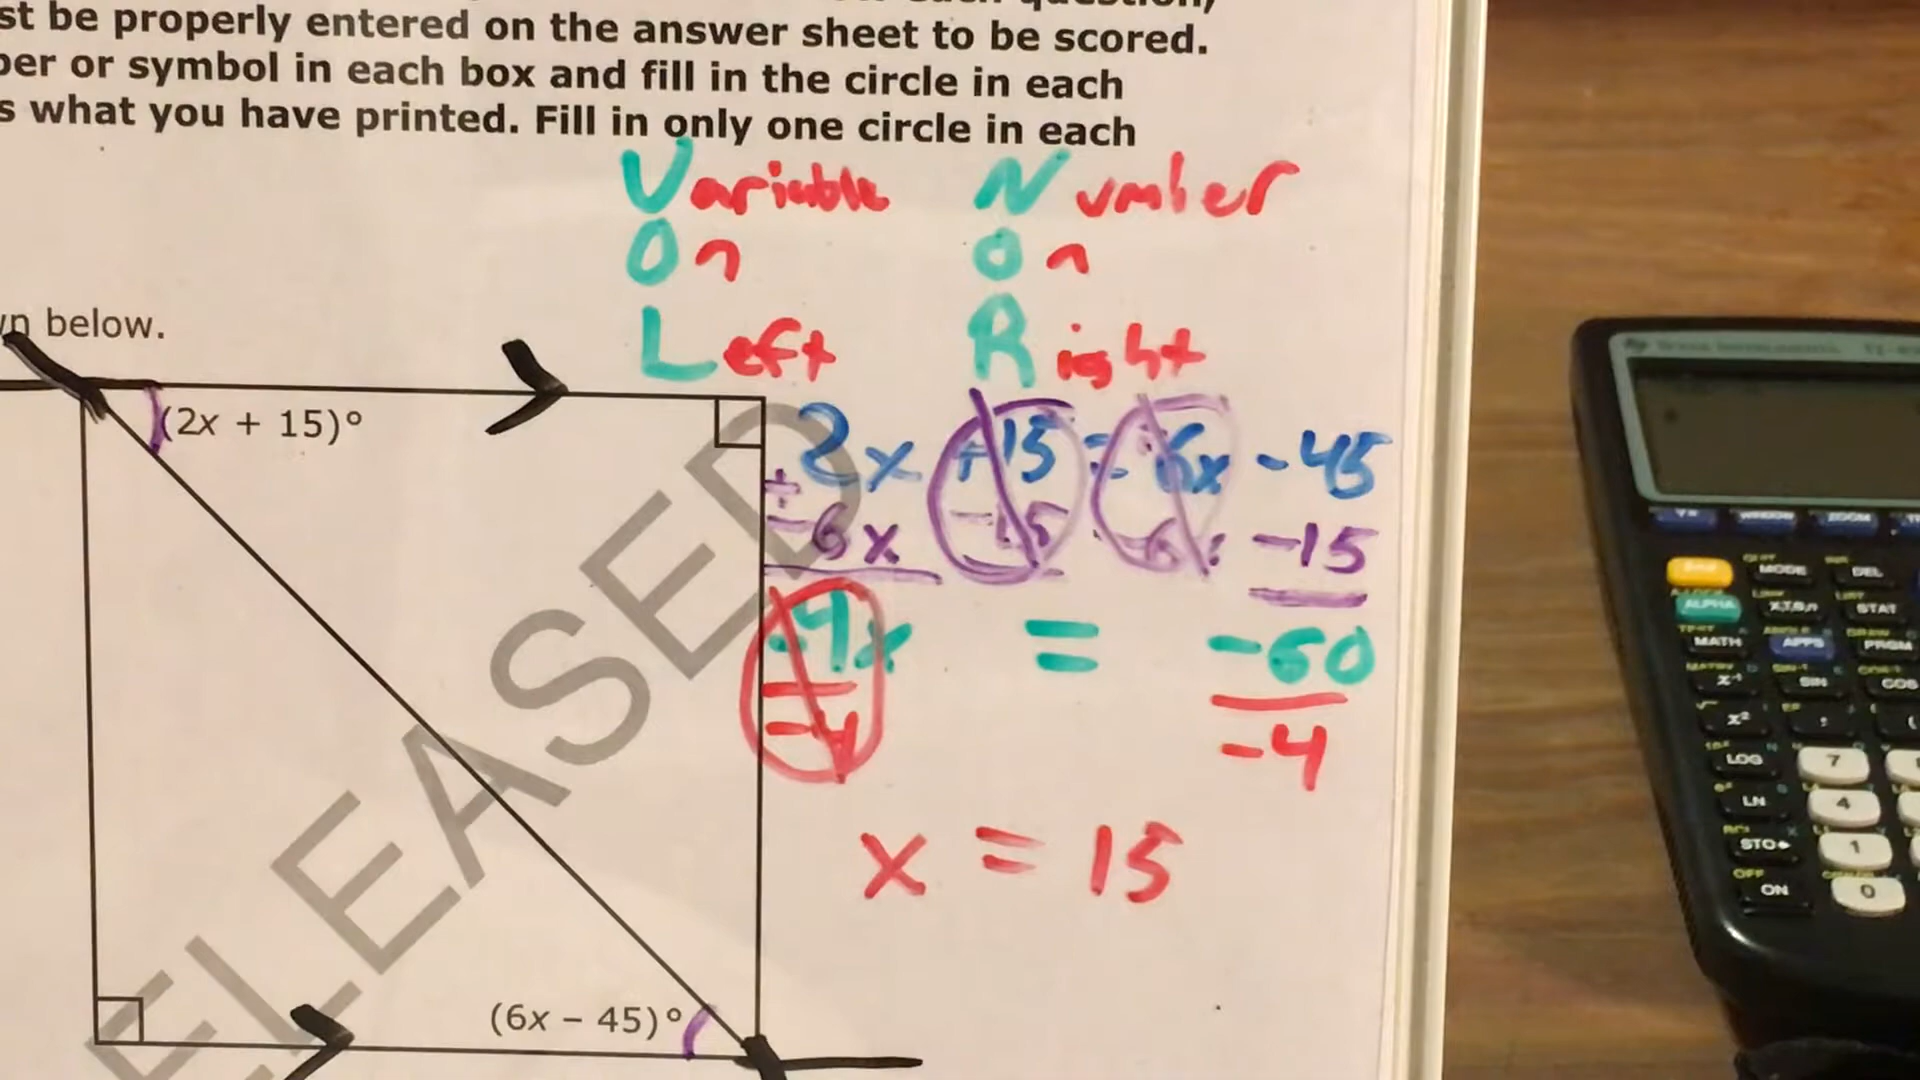 st be properly entered on the answer sheet to be scored.
ber or symbol in each box and fill in the circle in each
s what you have printed. Fill in only one circle in each
Variable Number
On On
Left Right
wn below.
(2x + 15)°
2x +15 = 6x -45
-6x -15 -6x -15
-4x = -60
-4 -4
x = 15
(6x – 45)°
RELEASED
MODE DEL
ALPHA X,T,θ,n STAT
MATH APPS PRGM
x⁻¹ SIN COS
x² , (
LOG 7
LN 4
STO► 1
ON 0